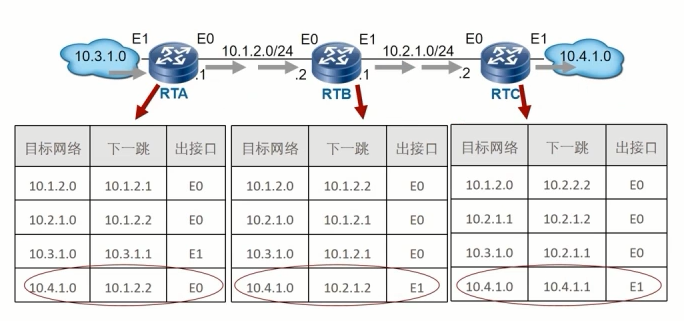 E1 E0 E0 E1 E0 E1
10.3.1.0 10.1.2.0/24 10.2.1.0/24 10.4.1.0
.1 .2 .1 .2
RTA RTB RTC
目标网络 下一跳 出接口
10.1.2.0 10.1.2.1 E0
10.2.1.0 10.1.2.2 E0
10.3.1.0 10.3.1.1 E1
10.4.1.0 10.1.2.2 E0
目标网络 下一跳 出接口
10.1.2.0 10.1.2.2 E0
10.2.1.0 10.2.1.1 E0
10.3.1.0 10.1.2.1 E0
10.4.1.0 10.2.1.2 E1
目标网络 下一跳 出接口
10.1.2.0 10.2.2.2 E0
10.2.1.1 10.2.1.2 E0
10.3.1.0 10.2.1.1 E0
10.4.1.0 10.4.1.1 E1